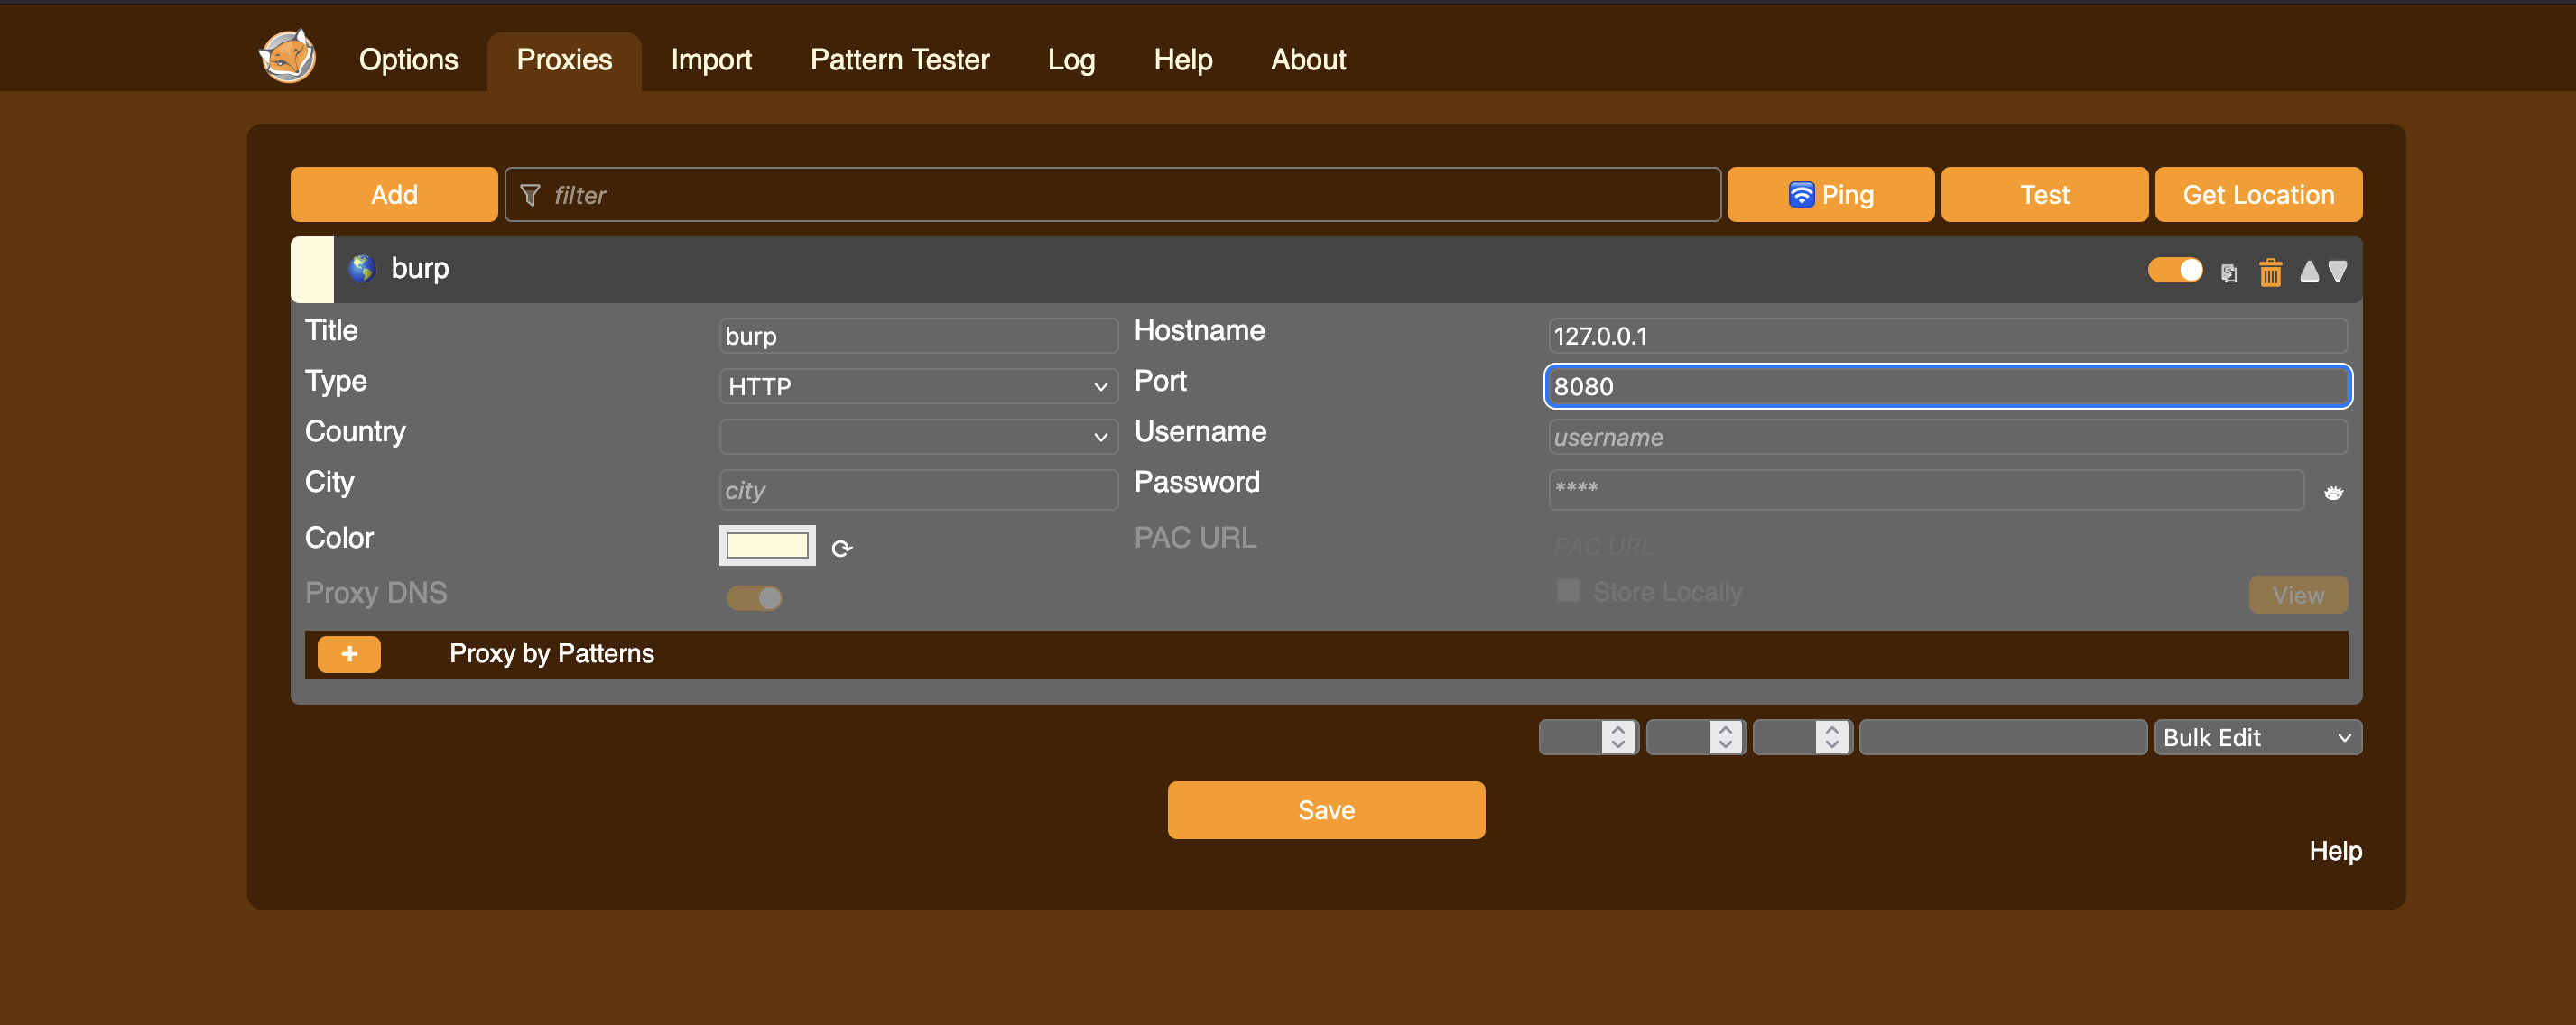 Options Proxies Import Pattern Tester Log Help About
Add filter Ping Test Get Location
burp
Title burp Hostname 127.0.0.1
Type HTTP Port 8080
Country Username username
City city Password ****
Color PAC URL PAC URL
Proxy DNS Store Locally View
+ Proxy by Patterns
Bulk Edit
Save
Help